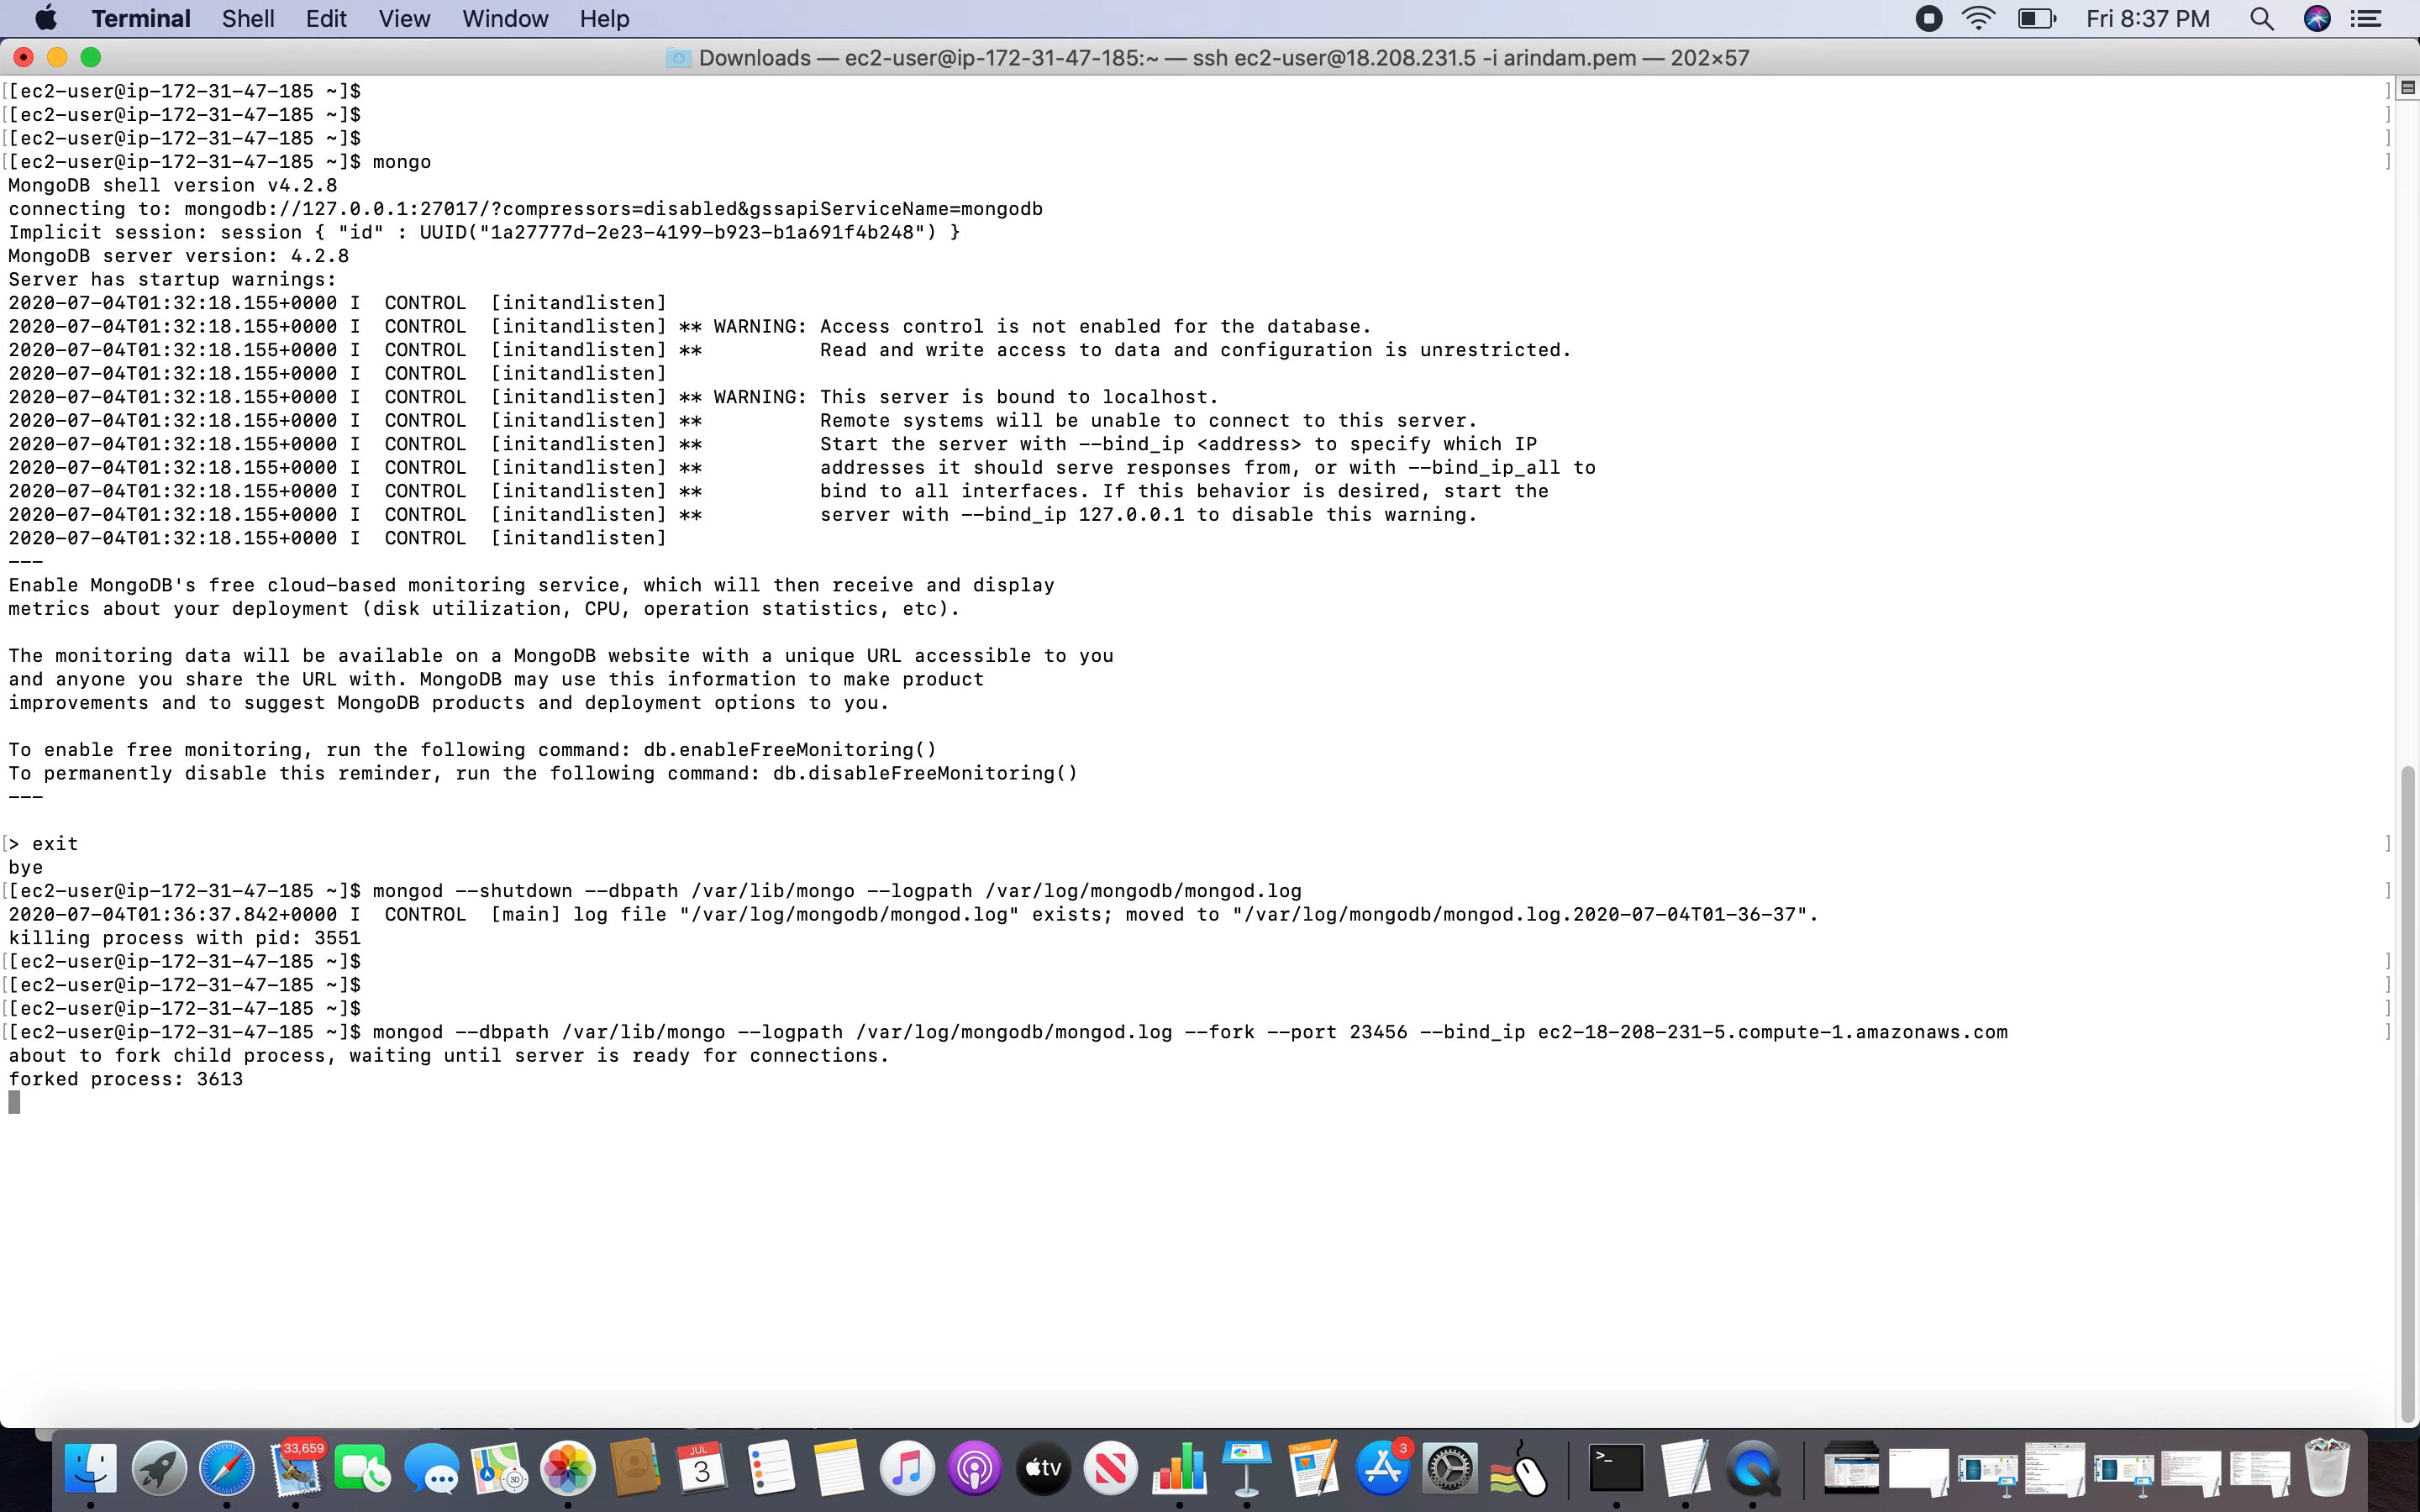 Terminal Shell Edit View Window Help Fri 8:37 PM
Downloads — ec2-user@ip-172-31-47-185:~ — ssh ec2-user@18.208.231.5 -i arindam.pem — 202×57
[[ec2-user@ip-172-31-47-185 ~]$ ]
[[ec2-user@ip-172-31-47-185 ~]$ ]
[[ec2-user@ip-172-31-47-185 ~]$ ]
[[ec2-user@ip-172-31-47-185 ~]$ mongo ]
MongoDB shell version v4.2.8
connecting to: mongodb://127.0.0.1:27017/?compressors=disabled&gssapiServiceName=mongodb
Implicit session: session { "id" : UUID("1a27777d-2e23-4199-b923-b1a691f4b248") }
MongoDB server version: 4.2.8
Server has startup warnings:
2020-07-04T01:32:18.155+0000 I  CONTROL  [initandlisten]
2020-07-04T01:32:18.155+0000 I  CONTROL  [initandlisten] ** WARNING: Access control is not enabled for the database.
2020-07-04T01:32:18.155+0000 I  CONTROL  [initandlisten] **          Read and write access to data and configuration is unrestricted.
2020-07-04T01:32:18.155+0000 I  CONTROL  [initandlisten]
2020-07-04T01:32:18.155+0000 I  CONTROL  [initandlisten] ** WARNING: This server is bound to localhost.
2020-07-04T01:32:18.155+0000 I  CONTROL  [initandlisten] **          Remote systems will be unable to connect to this server.
2020-07-04T01:32:18.155+0000 I  CONTROL  [initandlisten] **          Start the server with --bind_ip <address> to specify which IP
2020-07-04T01:32:18.155+0000 I  CONTROL  [initandlisten] **          addresses it should serve responses from, or with --bind_ip_all to
2020-07-04T01:32:18.155+0000 I  CONTROL  [initandlisten] **          bind to all interfaces. If this behavior is desired, start the
2020-07-04T01:32:18.155+0000 I  CONTROL  [initandlisten] **          server with --bind_ip 127.0.0.1 to disable this warning.
2020-07-04T01:32:18.155+0000 I  CONTROL  [initandlisten]
---
Enable MongoDB's free cloud-based monitoring service, which will then receive and display
metrics about your deployment (disk utilization, CPU, operation statistics, etc).
The monitoring data will be available on a MongoDB website with a unique URL accessible to you
and anyone you share the URL with. MongoDB may use this information to make product
improvements and to suggest MongoDB products and deployment options to you.
To enable free monitoring, run the following command: db.enableFreeMonitoring()
To permanently disable this reminder, run the following command: db.disableFreeMonitoring()
---
[> exit ]
bye
[[ec2-user@ip-172-31-47-185 ~]$ mongod --shutdown --dbpath /var/lib/mongo --logpath /var/log/mongodb/mongod.log ]
2020-07-04T01:36:37.842+0000 I  CONTROL  [main] log file "/var/log/mongodb/mongod.log" exists; moved to "/var/log/mongodb/mongod.log.2020-07-04T01-36-37".
killing process with pid: 3551
[[ec2-user@ip-172-31-47-185 ~]$ ]
[[ec2-user@ip-172-31-47-185 ~]$ ]
[[ec2-user@ip-172-31-47-185 ~]$ ]
[[ec2-user@ip-172-31-47-185 ~]$ mongod --dbpath /var/lib/mongo --logpath /var/log/mongodb/mongod.log --fork --port 23456 --bind_ip ec2-18-208-231-5.compute-1.amazonaws.com ]
about to fork child process, waiting until server is ready for connections.
forked process: 3613
33,659
3D
JUL
3
tv
PAGES
3
>_